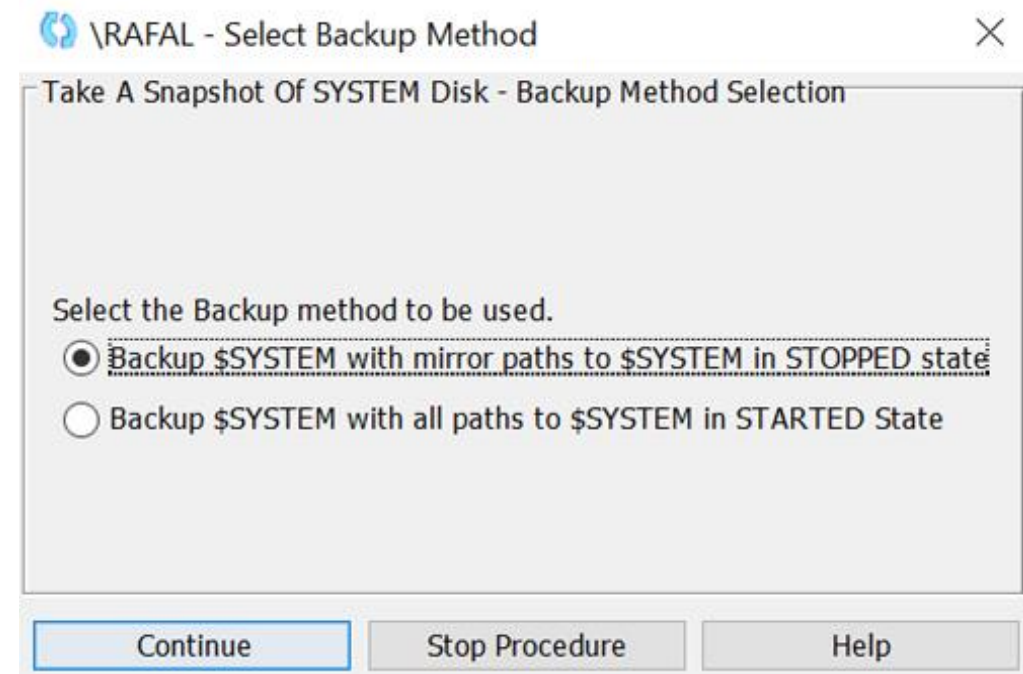 \RAFAL - Select Backup Method
Take A Snapshot Of SYSTEM Disk - Backup Method Selection
Select the Backup method to be used.
Backup $SYSTEM with mirror paths to $SYSTEM in STOPPED state
Backup $SYSTEM with all paths to $SYSTEM in STARTED State
Continue
Stop Procedure
Help